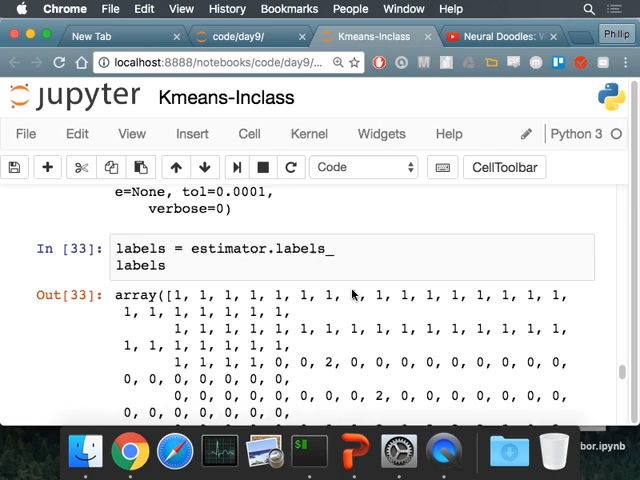 Chrome File Edit View History Bookmarks People Window Help
New Tab code/day9/ Kmeans-Inclass Neural Doodles: W Philip
localhost:8888/notebooks/code/day9/...
jupyter Kmeans-Inclass
File Edit View Insert Cell Kernel Widgets Help Python 3
Code CellToolbar
e=None, tol=0.0001,
verbose=0)
In [33]: labels = estimator.labels_
labels
Out[33]: array([1, 1, 1, 1, 1, 1, 1, 1, 1, 1, 1, 1, 1, 1, 1, 1,
1, 1, 1, 1, 1, 1, 1,
1, 1, 1, 1, 1, 1, 1, 1, 1, 1, 1, 1, 1, 1, 1, 1,
1, 1, 1, 1, 1, 1, 1,
1, 1, 1, 1, 0, 0, 2, 0, 0, 0, 0, 0, 0, 0, 0, 0,
0, 0, 0, 0, 0, 0, 0,
0, 0, 0, 0, 0, 0, 0, 0, 2, 0, 0, 0, 0, 0, 0, 0,
0, 0, 0, 0, 0, 0, 0,
bor.ipynb